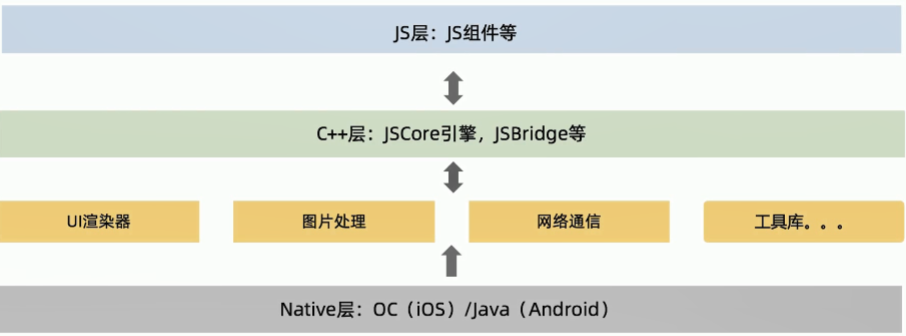 JS层：JS组件等
C++层：JSCore引擎，JSBridge等
UI渲染器
图片处理
网络通信
工具库。。。
Native层：OC（iOS）/Java（Android）